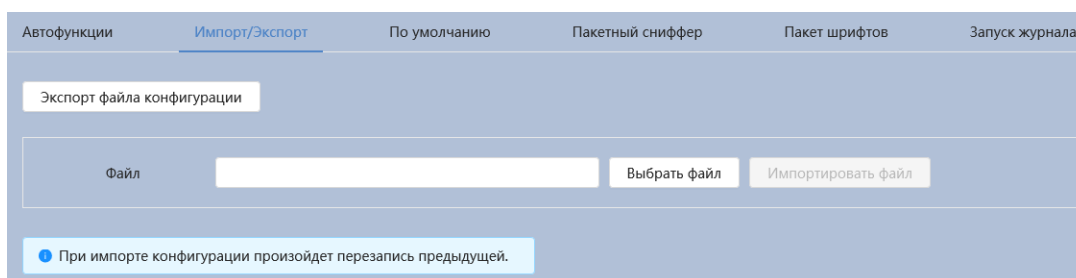 Автофункции Импорт/Экспорт По умолчанию Пакетный сниффер Пакет шрифтов Запуск журнала
Экспорт файла конфигурации
Файл Выбрать файл Импортировать файл
При импорте конфигурации произойдет перезапись предыдущей.